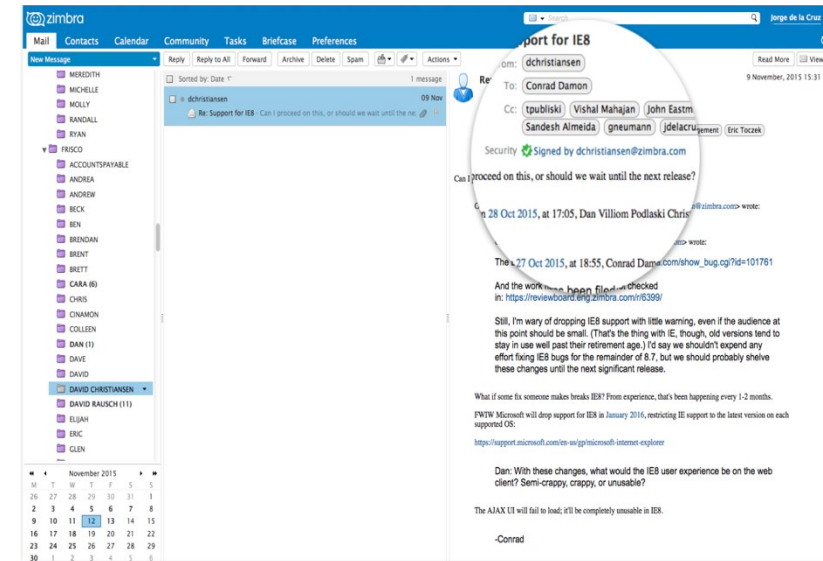 zimbra
Search
Jorge de la Cruz
Mail Contacts Calendar Community Tasks Briefcase Preferences
New Message
Reply Reply to All Forward Archive Delete Spam Actions
Read More View
MEREDITH
MICHELLE
MOLLY
RANDALL
RYAN
FRISCO
ACCOUNTSPAYABLE
ANDREA
ANDREW
BECK
BEN
BRENDAN
BRENT
BRETT
CARA (6)
CHRIS
CINAMON
COLLEEN
DAN (1)
DAVE
DAVID
DAVID CHRISTIANSEN
DAVID RAUSCH (11)
ELIJAH
ERIC
GLEN
November 2015
M T W T F S S
26 27 28 29 30 31 1
2 3 4 5 6 7 8
9 10 11 12 13 14 15
16 17 18 19 20 21 22
23 24 25 26 27 28 29
30 1 2 3 4 5 6
Sorted by: Date 1 message
dchristiansen 09 Nov
Re: Support for IE8 - Can I proceed on this, or should we wait until the ne:
9 November, 2015 15:31
port for IE8
om: dchristiansen
To: Conrad Damon
Cc: tpubliski Vishal Mahajan John Eastm
Sandesh Almeida gneumann jdelacru gement Eric Toczek
Security Signed by dchristiansen@zimbra.com
Can I proceed on this, or should we wait until the next release?
n 28 Oct 2015, at 17:05, Dan Villiom Podlaski Chris @zimbra.com> wrote:
wrote:
27 Oct 2015, at 18:55, Conrad Dam .com/show_bug.cgi?id=101761
And the work have been filed checked
in: https://reviewboard.eng.zimbra.com/r/6399/
Still, I'm wary of dropping IE8 support with little warning, even if the audience at
this point should be small. (That's the thing with IE, though, old versions tend to
stay in use well past their retirement age.) I'd say we shouldn't expend any
effort fixing IE8 bugs for the remainder of 8.7, but we should probably shelve
these changes until the next significant release.
What if some fix someone makes breaks IE8? From experience, that's been happening every 1-2 months.
FWIW Microsoft will drop support for IE8 in January 2016, restricting IE support to the latest version on each
supported OS:
https://support.microsoft.com/en-us/gp/microsoft-internet-explorer
Dan: With these changes, what would the IE8 user experience be on the web
client? Semi-crappy, crappy, or unusable?
The AJAX UI will fail to load; it'll be completely unusable in IE8.
-Conrad